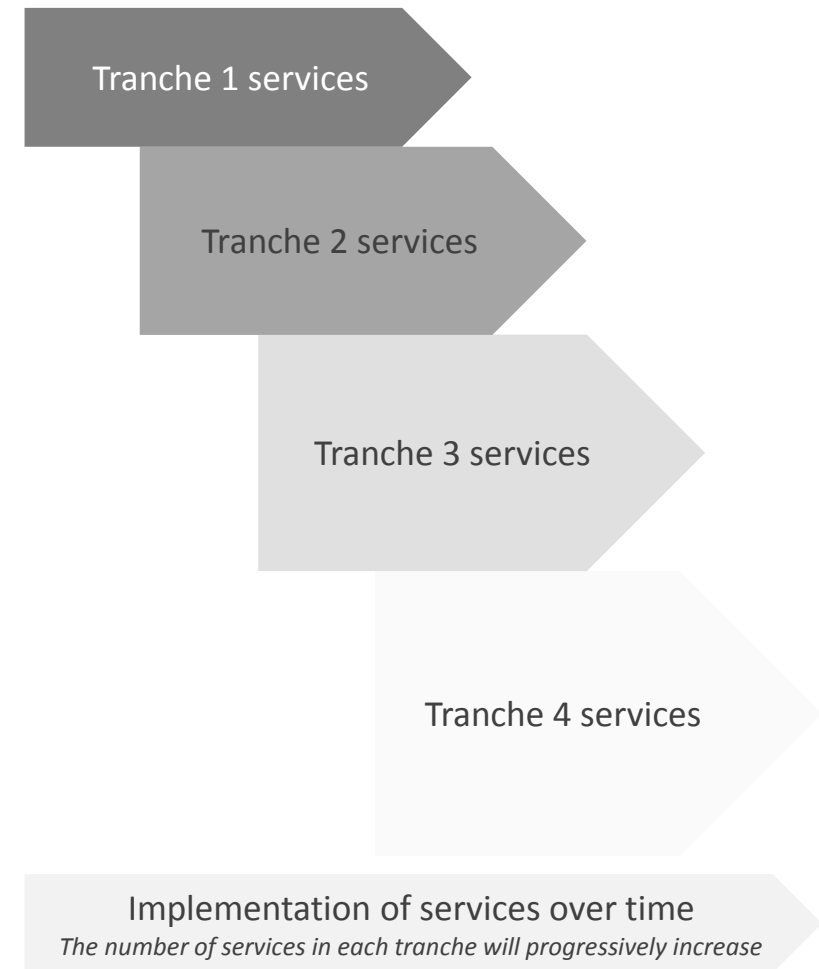 Tranche 1 services
Tranche 2 services
Tranche 3 services
Tranche 4 services
Implementation of services over time
The number of services in each tranche will progressively increase